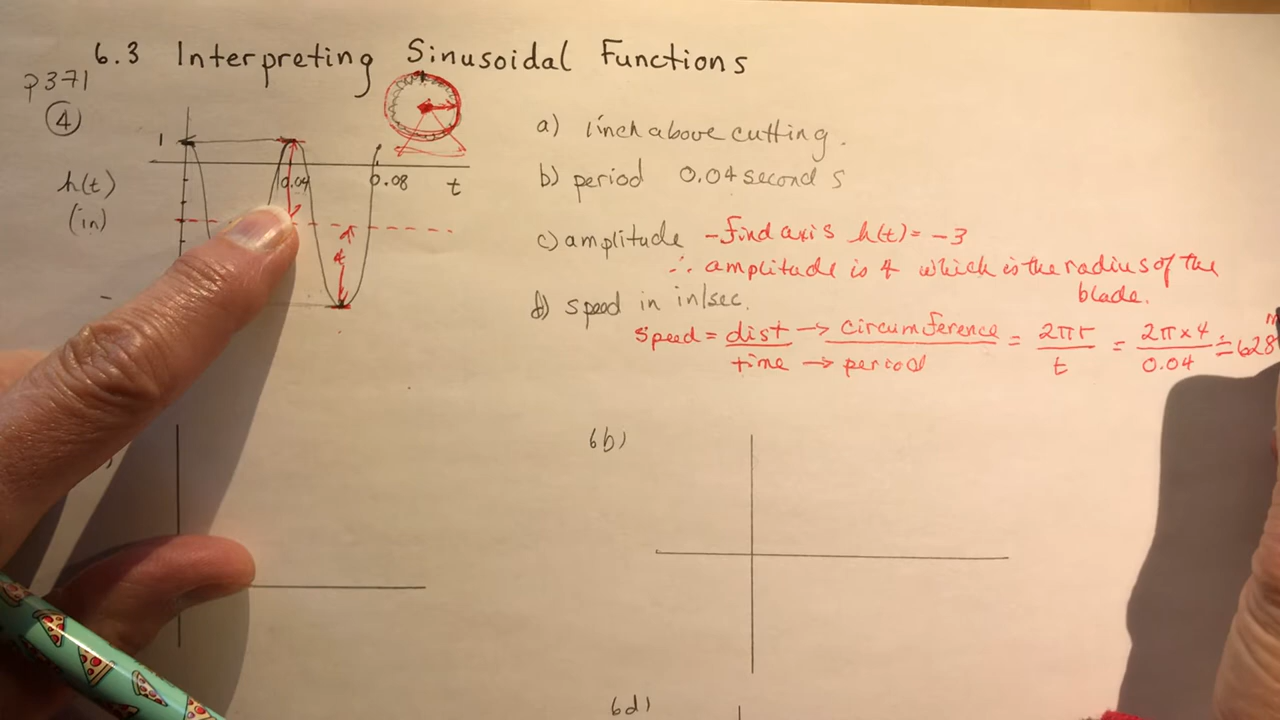 6.3 Interpreting Sinusoidal Functions
p371
4
1
h(t)
(in)
0.04
0.08
t
4
a) 1 inch above cutting.
b) period 0.04 seconds
c) amplitude - find axis h(t) = -3
∴ amplitude is 4 which is the radius of the
blade.
d) speed in in/sec.
speed = dist → circumference = 2πr = 2π x 4 ≐ 628
time → period t 0.04
6b)
6d)